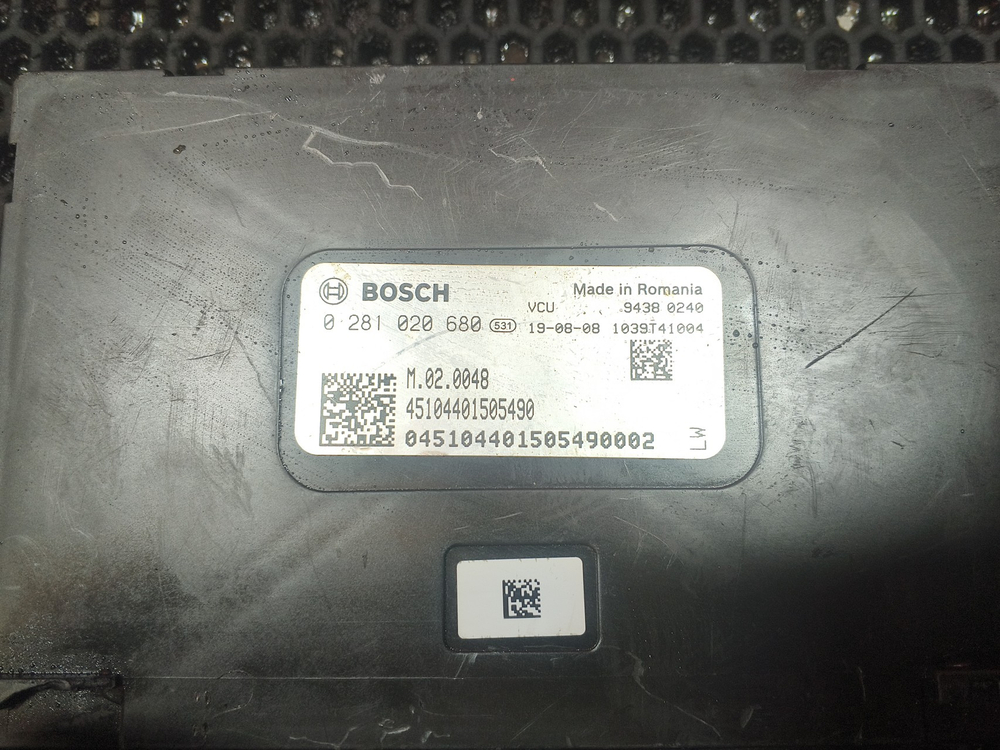 BOSCH
Made in Romania
VCU 9438 0240
0 281 020 680 531 19-08-08 1039T41004
M.02.0048
45104401505490
045104401505490002
LW